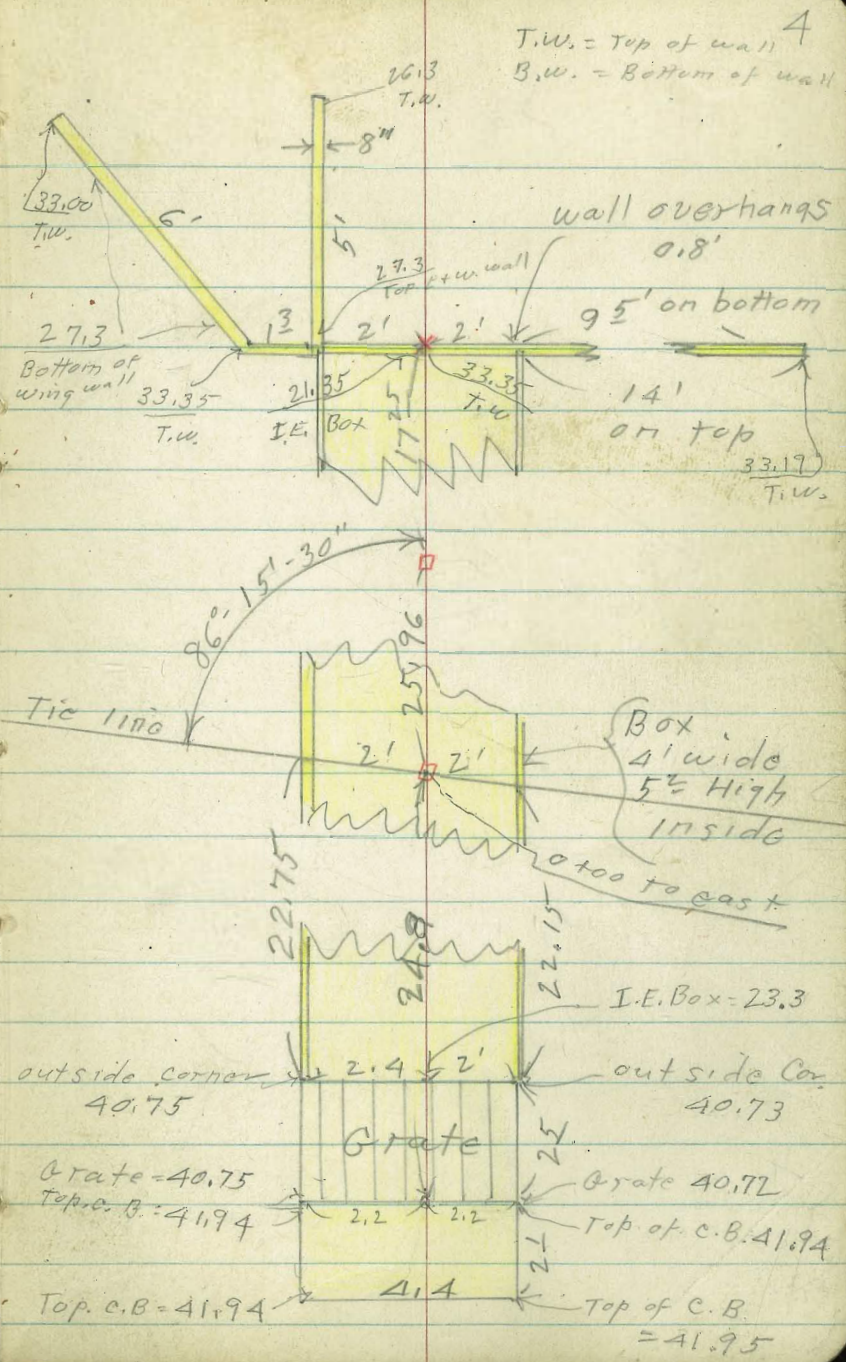 4
T.W. = Top of wall
B.W. = Bottom of wall
26.3
T.W.
8"
33.00
T.W.
6'
5'
wall overhangs
0.8'
27.3
Top of w. wall
9 5' on bottom
27.3
Bottom of
wing wall
1 3
2'
2'
33.35
T.W.
21.35
I.E. Box
17 25
33.35
T.W
14'
on top
33.19
T.W.
86°-15'-30"
25.96
Tie line
2'
2'
Box
4' wide
5 2 High
Inside
0+00 to east
22.75
24.8
22.15
I.E. Box = 23.3
outside corner
40.75
2.4
2'
outside Cor.
40.73
Grate
25
Grate = 40.75
Top. C. B. = 41.94
2.2
2.2
Grate 40.72
Top of C.B. 41.94
21
4.4
Top. C.B = 41.94
Top of C.B
= 41.95